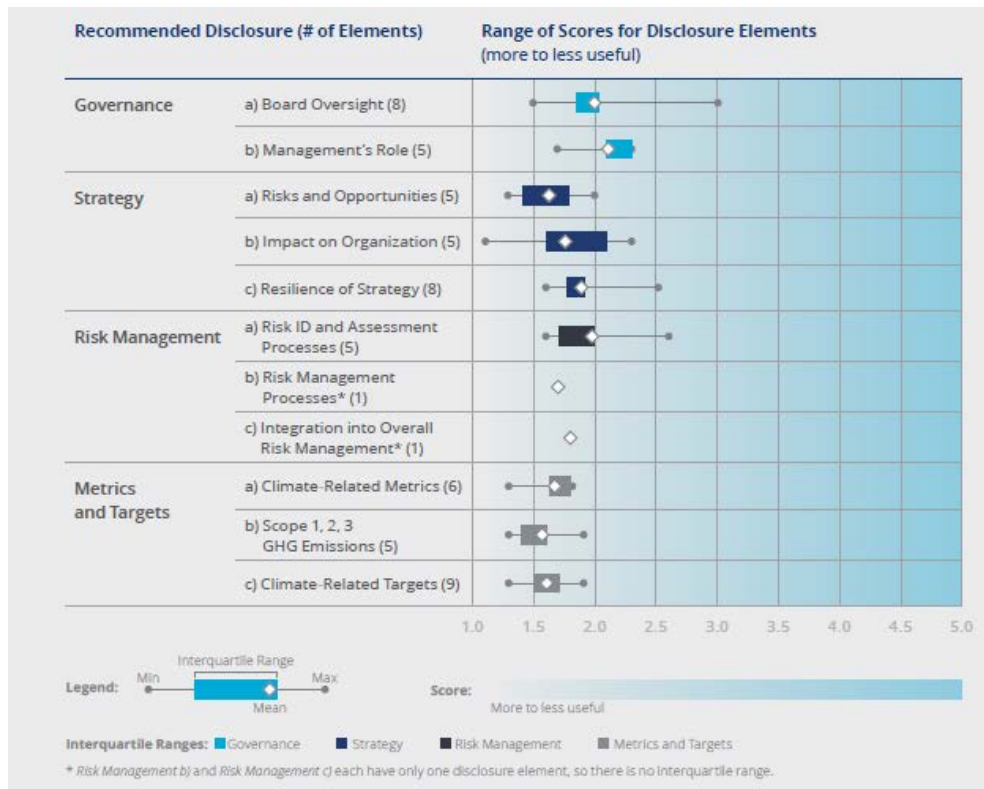 Recommended Disclosure (# of Elements)
Range of Scores for Disclosure Elements
(more to less useful)
Governance
a) Board Oversight (8)
b) Management's Role (5)
Strategy
a) Risks and Opportunities (5)
b) Impact on Organization (5)
c) Resilience of Strategy (8)
Risk Management
a) Risk ID and Assessment
Processes (5)
b) Risk Management
Processes* (1)
c) Integration into Overall
Risk Management* (1)
Metrics
and Targets
a) Climate-Related Metrics (6)
b) Scope 1, 2, 3
GHG Emissions (5)
c) Climate-Related Targets (9)
1.0 1.5 2.0 2.5 3.0 3.5 4.0 4.5 5.0
Legend:
Interquartile Range
Min
Max
Mean
Score:
More to less useful
Interquartile Ranges: Governance Strategy Risk Management Metrics and Targets
* Risk Management b) and Risk Management c) each have only one disclosure element, so there is no interquartile range.